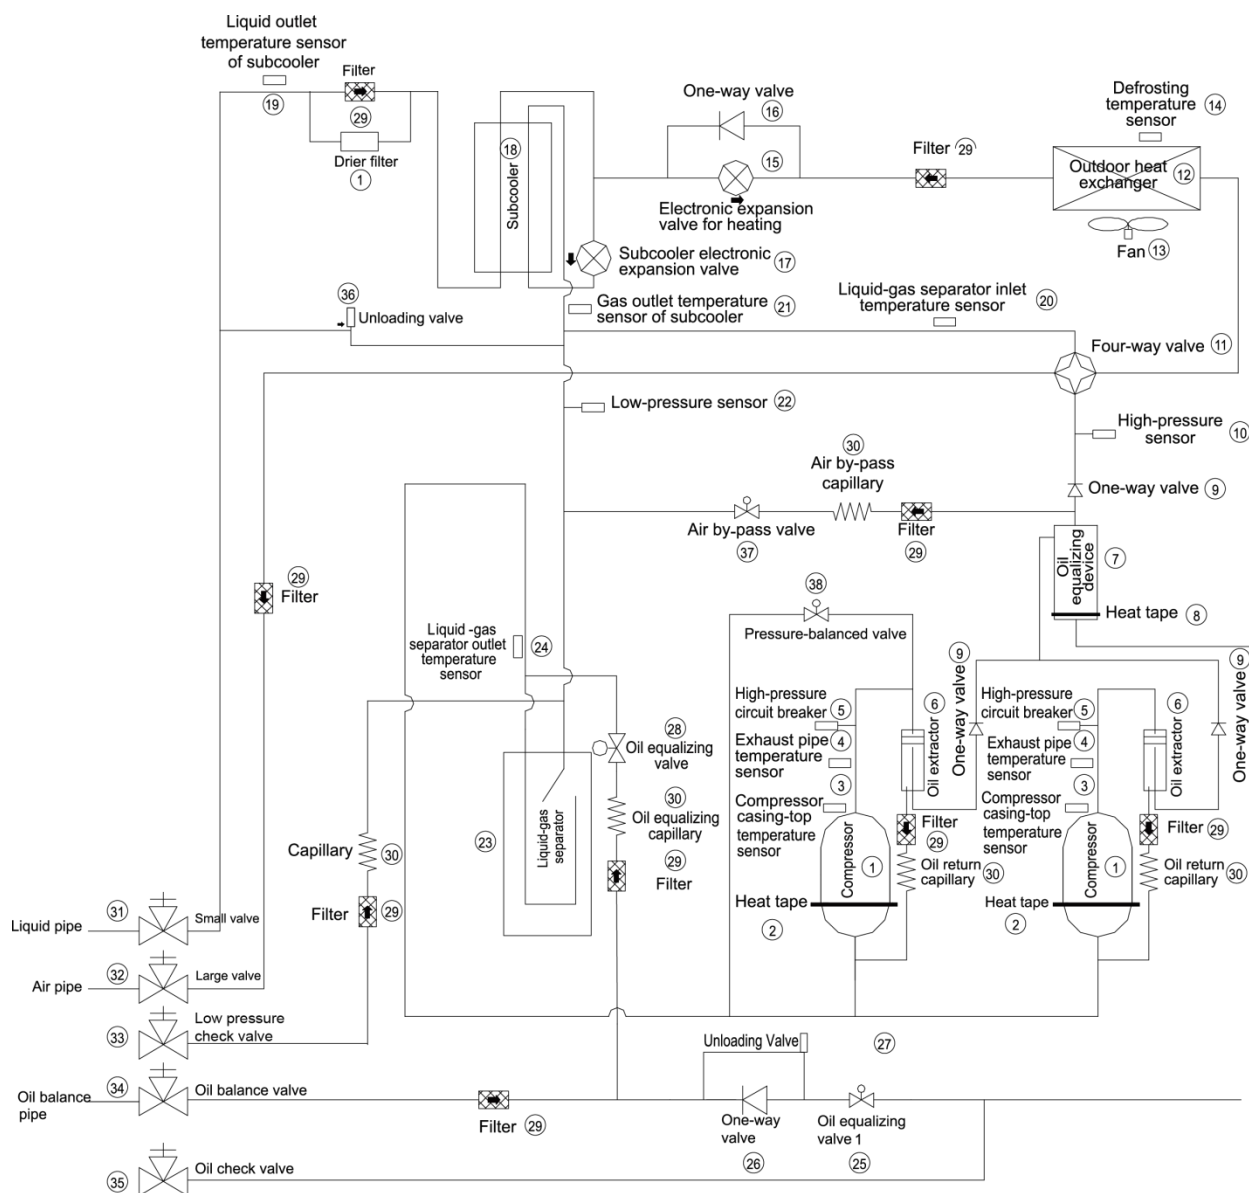 Liquid outlet
temperature sensor
of subcooler
19
Filter
29
Drier filter
1
18
Subcooler
One-way valve
16
15
Electronic expansion
valve for heating
Filter 29
Defrosting
temperature
sensor
14
Outdoor heat
exchanger
12
Fan 13
Subcooler electronic
expansion valve
17
Gas outlet temperature
sensor of subcooler
21
Liquid-gas separator inlet
temperature sensor
20
36
Unloading valve
Four-way valve 11
Low-pressure sensor 22
High-pressure
sensor
10
30
Air by-pass
capillary
One-way valve 9
Air by-pass valve
37
Filter
29
Oil
equalizing
device
7
Heat tape 8
29
Filter
38
Pressure-balanced valve
Liquid -gas
separator outlet
temperature
sensor
24
High-pressure
circuit breaker
5
4
Exhaust pipe
temperature
sensor
3
Compressor
casing-top
temperature
sensor
6
Oil extractor
9
One-way valve
High-pressure
circuit breaker
5
4
Exhaust pipe
temperature
sensor
3
Compressor
casing-top
temperature
sensor
6
Oil extractor
9
One-way valve
28
Oil equalizing
valve
30
Oil equalizing
capillary
29
Filter
23
Liquid-gas
separator
Capillary
30
Filter 29
Compressor
1
Filter
29
Oil return
capillary 30
Heat tape
2
Compressor
1
Filter 29
Oil return
capillary 30
Heat tape
2
31
Liquid pipe
Small valve
32
Air pipe
Large valve
33
Low pressure
check valve
34
Oil balance
pipe
Oil balance valve
Filter 29
Unloading Valve
27
One-way
valve
26
Oil equalizing
valve 1
25
35
Oil check valve